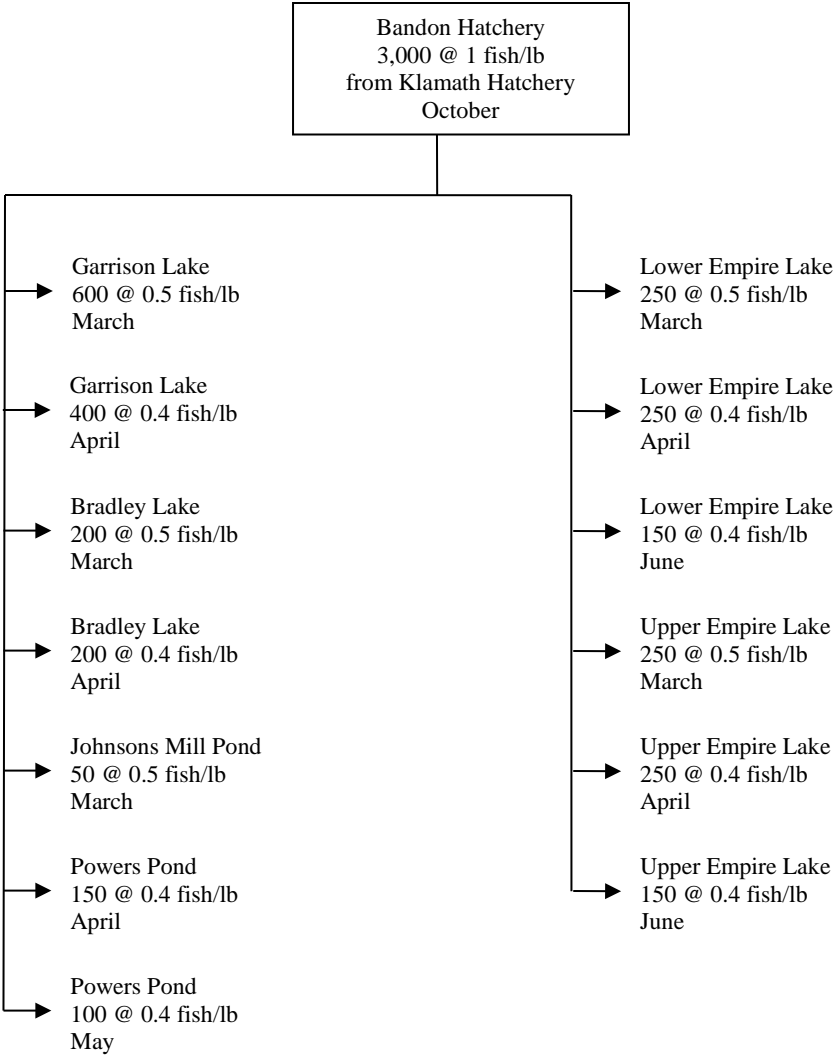 Bandon Hatchery
3,000 @ 1 fish/lb
from Klamath Hatchery
October
Garrison Lake
600 @ 0.5 fish/lb
March
Garrison Lake
400 @ 0.4 fish/lb
April
Bradley Lake
200 @ 0.5 fish/lb
March
Bradley Lake
200 @ 0.4 fish/lb
April
Johnsons Mill Pond
50 @ 0.5 fish/lb
March
Powers Pond
150 @ 0.4 fish/lb
April
Powers Pond
100 @ 0.4 fish/lb
May
Lower Empire Lake
250 @ 0.5 fish/lb
March
Lower Empire Lake
250 @ 0.4 fish/lb
April
Lower Empire Lake
150 @ 0.4 fish/lb
June
Upper Empire Lake
250 @ 0.5 fish/lb
March
Upper Empire Lake
250 @ 0.4 fish/lb
April
Upper Empire Lake
150 @ 0.4 fish/lb
June